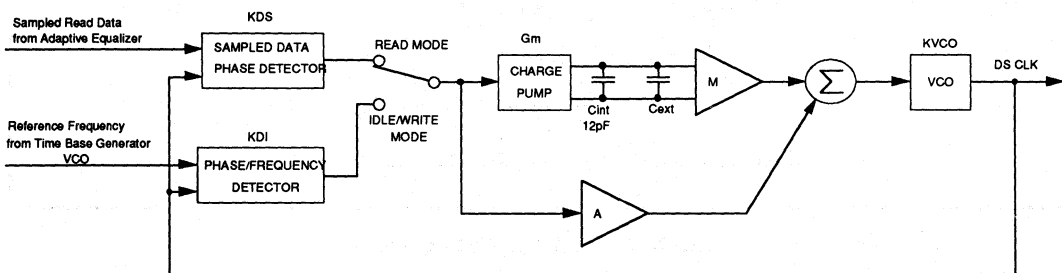 KDS
Sampled Read Data
from Adaptive Equalizer
SAMPLED DATA
PHASE DETECTOR
READ MODE
IDLE/WRITE
MODE
Reference Frequency
from Time Base Generator
VCO
KDI
PHASE/FREQUENCY
DETECTOR
Gm
CHARGE
PUMP
Cint
12pF
Cext
M
A
Σ
KVCO
VCO
DS CLK